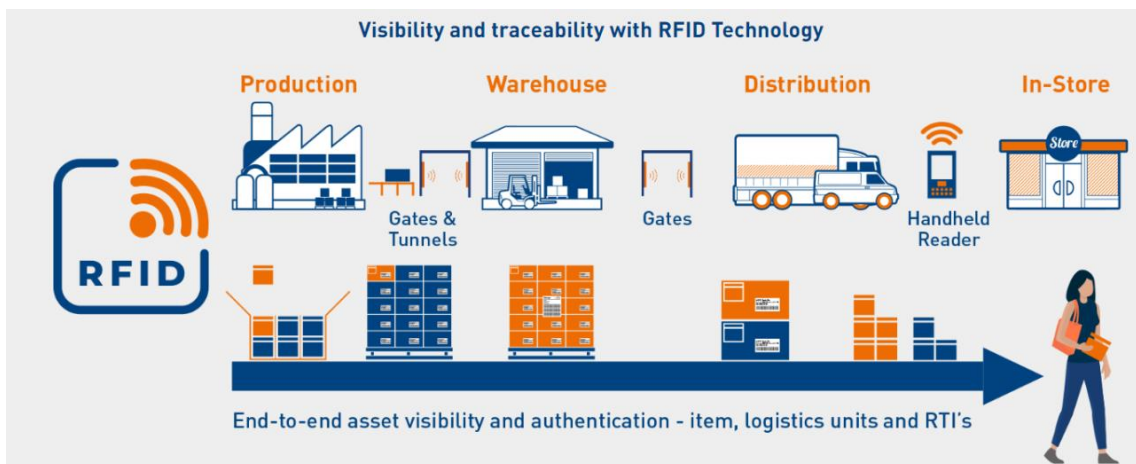 Visibility and traceability with RFID Technology
Production
Warehouse
Distribution
In-Store
Store
Gates &
Tunnels
Gates
Handheld
Reader
RFID
End-to-end asset visibility and authentication - item, logistics units and RTI's